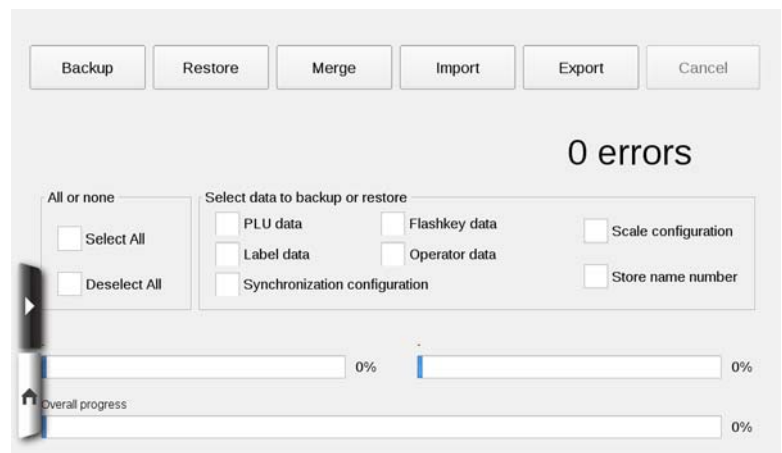 Backup Restore Merge Import Export Cancel
0 errors
All or none
Select All
Deselect All
Select data to backup or restore
PLU data Flashkey data
Label data Operator data
Synchronization configuration
Scale configuration
Store name number
0% 0%
Overall progress
0%